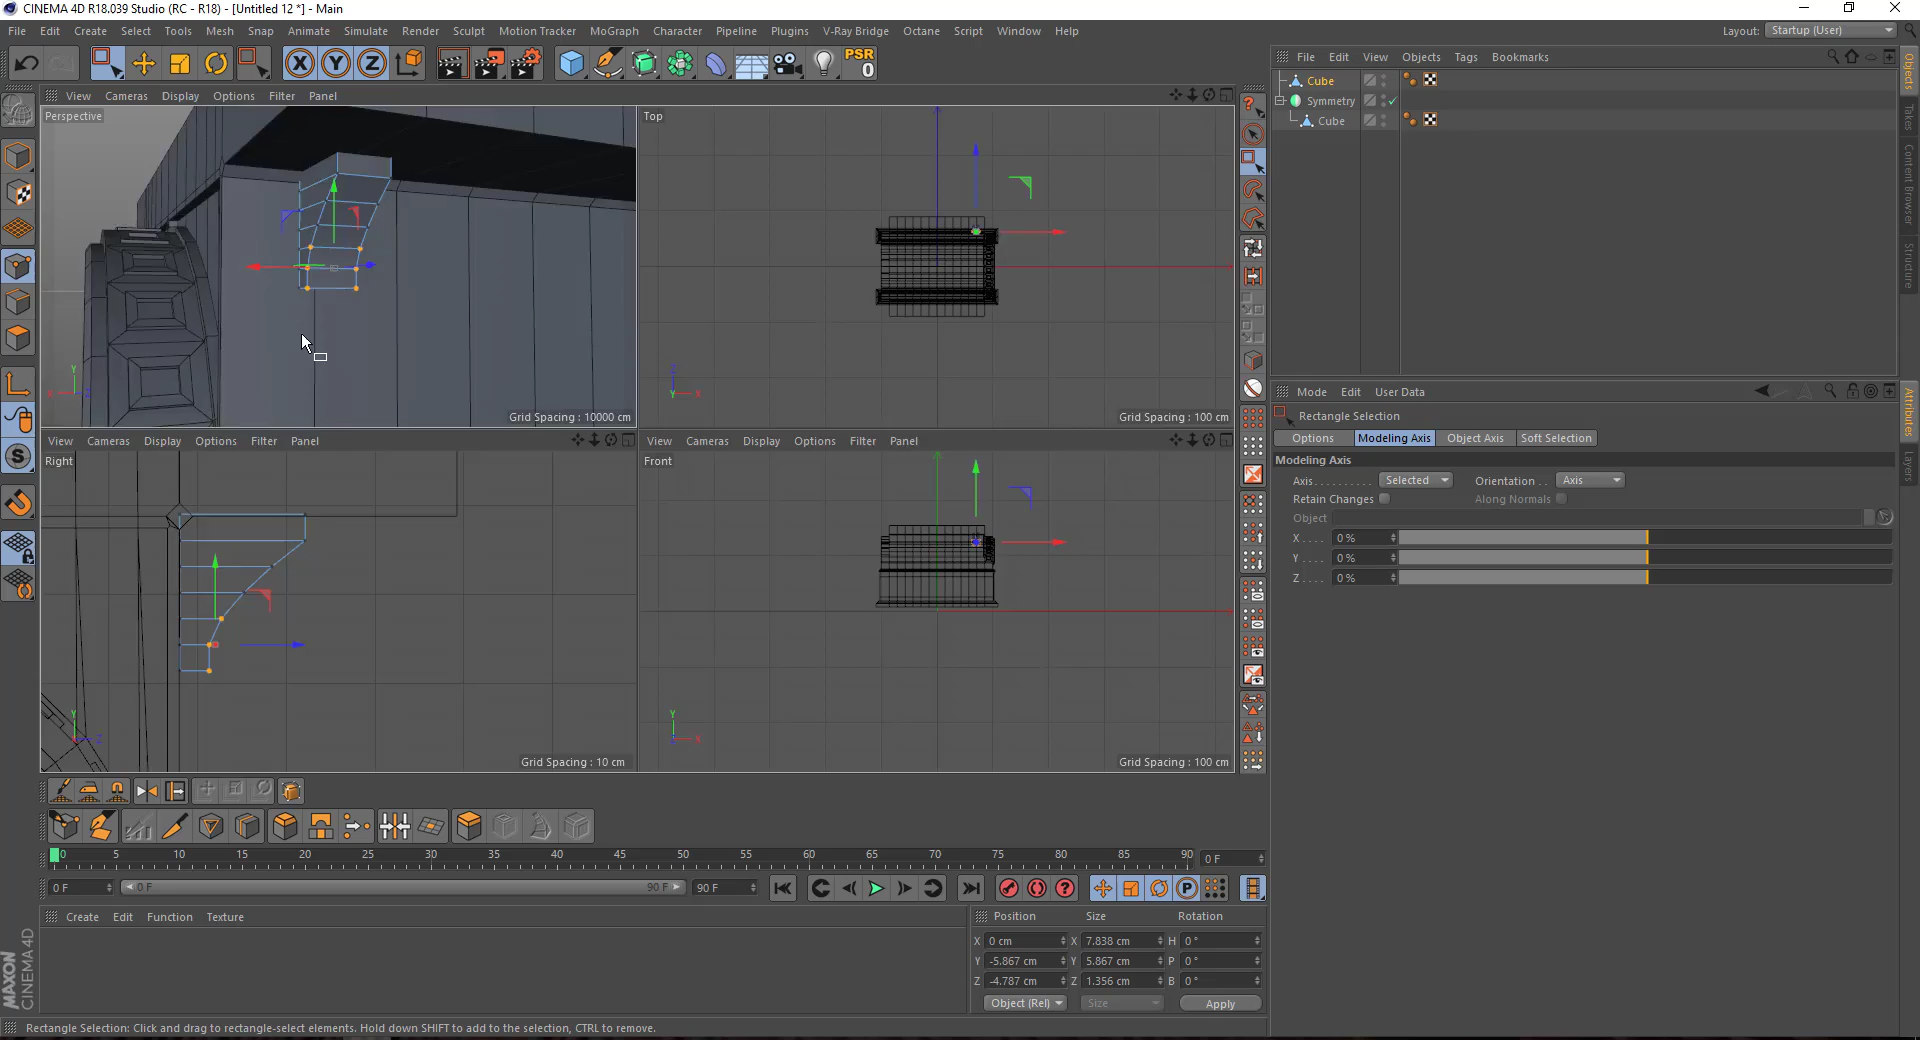 CINEMA 4D R18.039 Studio (RC - R18) - [Untitled 12 *] - Main
File Edit Create Select Tools Mesh Snap Animate Simulate Render Sculpt Motion Tracker MoGraph Character Pipeline Plugins V-Ray Bridge Octane Script Window Help
Layout: Startup (User)
X Y Z PSR 0
File Edit View Objects Tags Bookmarks
Cube
Symmetry
Cube
Objects
Takes
Content Browser
Structure
View Cameras Display Options Filter Panel
Perspective
Grid Spacing : 10000 cm
Top
Grid Spacing : 100 cm
View Cameras Display Options Filter Panel
Right
Grid Spacing : 10 cm
View Cameras Display Options Filter Panel
Front
Grid Spacing : 100 cm
Mode Edit User Data
Rectangle Selection
Options Modeling Axis Object Axis Soft Selection
Modeling Axis
Axis . . . . . . . . . . Selected Orientation . . Axis
Retain Changes Along Normals
Object
X . . . . 0 %
Y . . . . 0 %
Z . . . . 0 %
Attributes
Layers
0 5 10 15 20 25 30 35 40 45 50 55 60 65 70 75 80 85 90
0 F
0 F 0 F 90 F 90 F
Create Edit Function Texture
Position Size Rotation
X 0 cm X 7.838 cm H 0 °
Y -5.867 cm Y 5.867 cm P 0 °
Z -4.787 cm Z 1.356 cm B 0 °
Object (Rel) Size Apply
MAXON
CINEMA 4D
Rectangle Selection: Click and drag to rectangle-select elements. Hold down SHIFT to add to the selection, CTRL to remove.